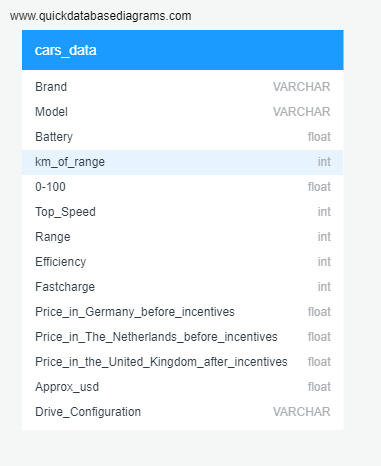 www.quickdatabasediagrams.com
cars_data
Brand VARCHAR
Model VARCHAR
Battery float
km_of_range int
0-100 float
Top_Speed int
Range int
Efficiency int
Fastcharge int
Price_in_Germany_before_incentives float
Price_in_The_Netherlands_before_incentives float
Price_in_the_United_Kingdom_after_incentives float
Approx_usd float
Drive_Configuration VARCHAR